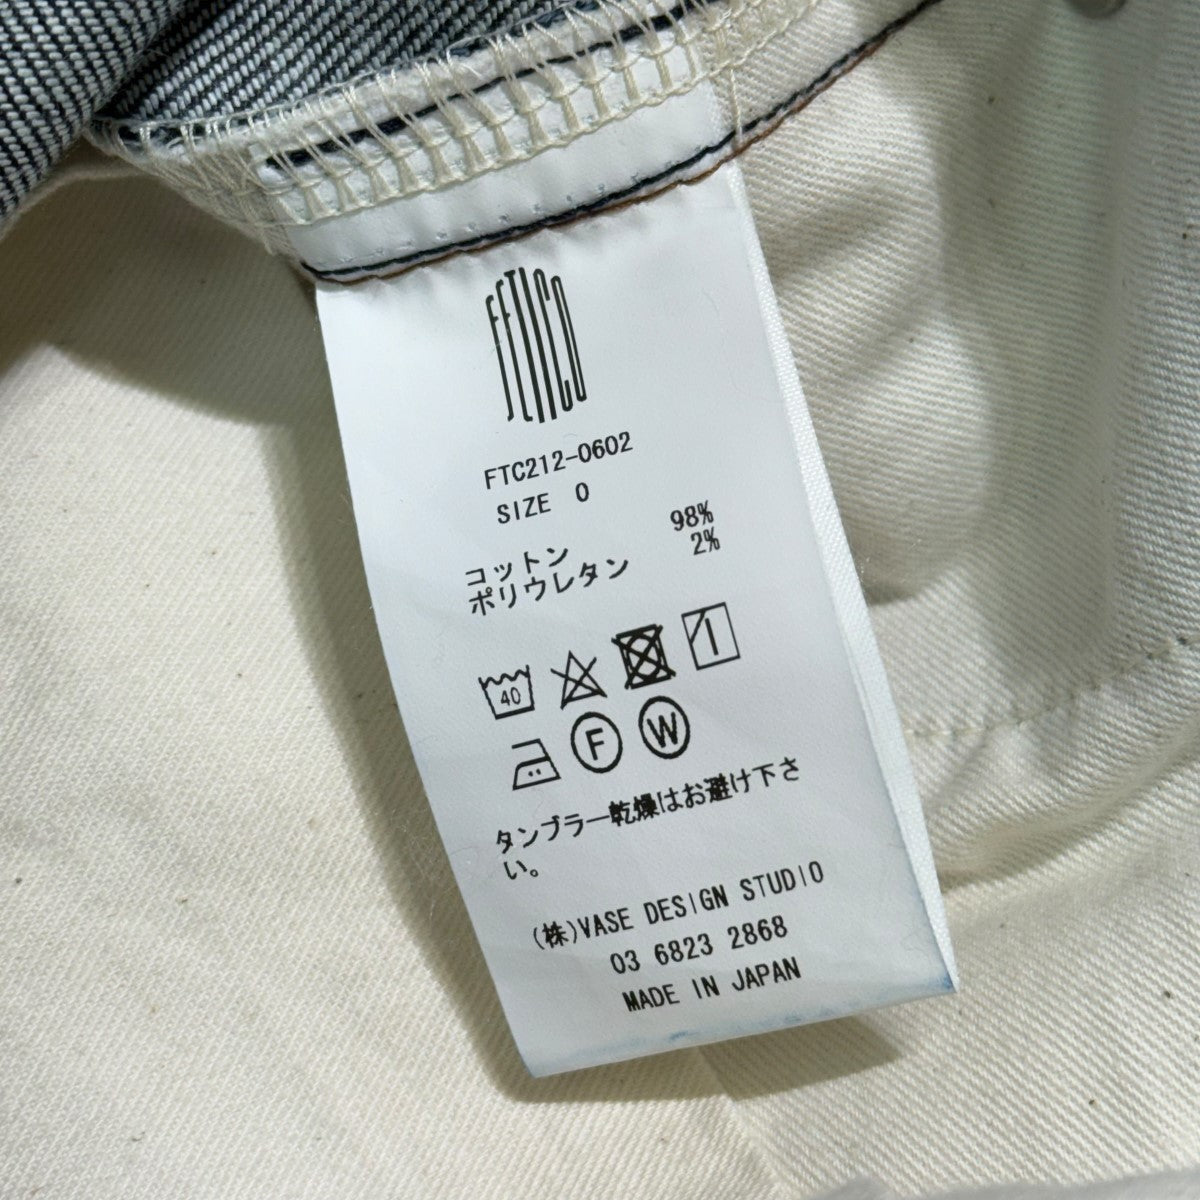 FETICO
FTC212-0602
SIZE 0
コットン 98%
ポリウレタン 2%
40
F W
タンブラー乾燥はお避け下さ
い。
(株)VASE DESIGN STUDIO
03 6823 2868
MADE IN JAPAN